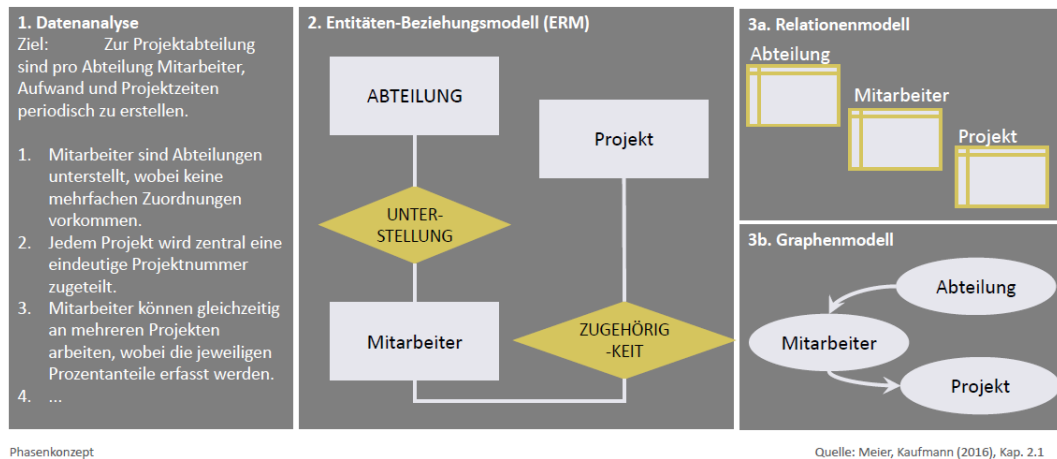 1. Datenanalyse
Ziel: Zur Projektabteilung
sind pro Abteilung Mitarbeiter,
Aufwand und Projektzeiten
periodisch zu erstellen.
1. Mitarbeiter sind Abteilungen
unterstellt, wobei keine
mehrfachen Zuordnungen
vorkommen.
2. Jedem Projekt wird zentral eine
eindeutige Projektnummer
zugeteilt.
3. Mitarbeiter können gleichzeitig
an mehreren Projekten
arbeiten, wobei die jeweiligen
Prozentanteile erfasst werden.
4. ...
2. Entitäten-Beziehungsmodell (ERM)
ABTEILUNG
Projekt
UNTER-
STELLUNG
Mitarbeiter
ZUGEHÖRIG
-KEIT
3a. Relationenmodell
Abteilung
Mitarbeiter
Projekt
3b. Graphenmodell
Abteilung
Mitarbeiter
Projekt
Phasenkonzept
Quelle: Meier, Kaufmann (2016), Kap. 2.1